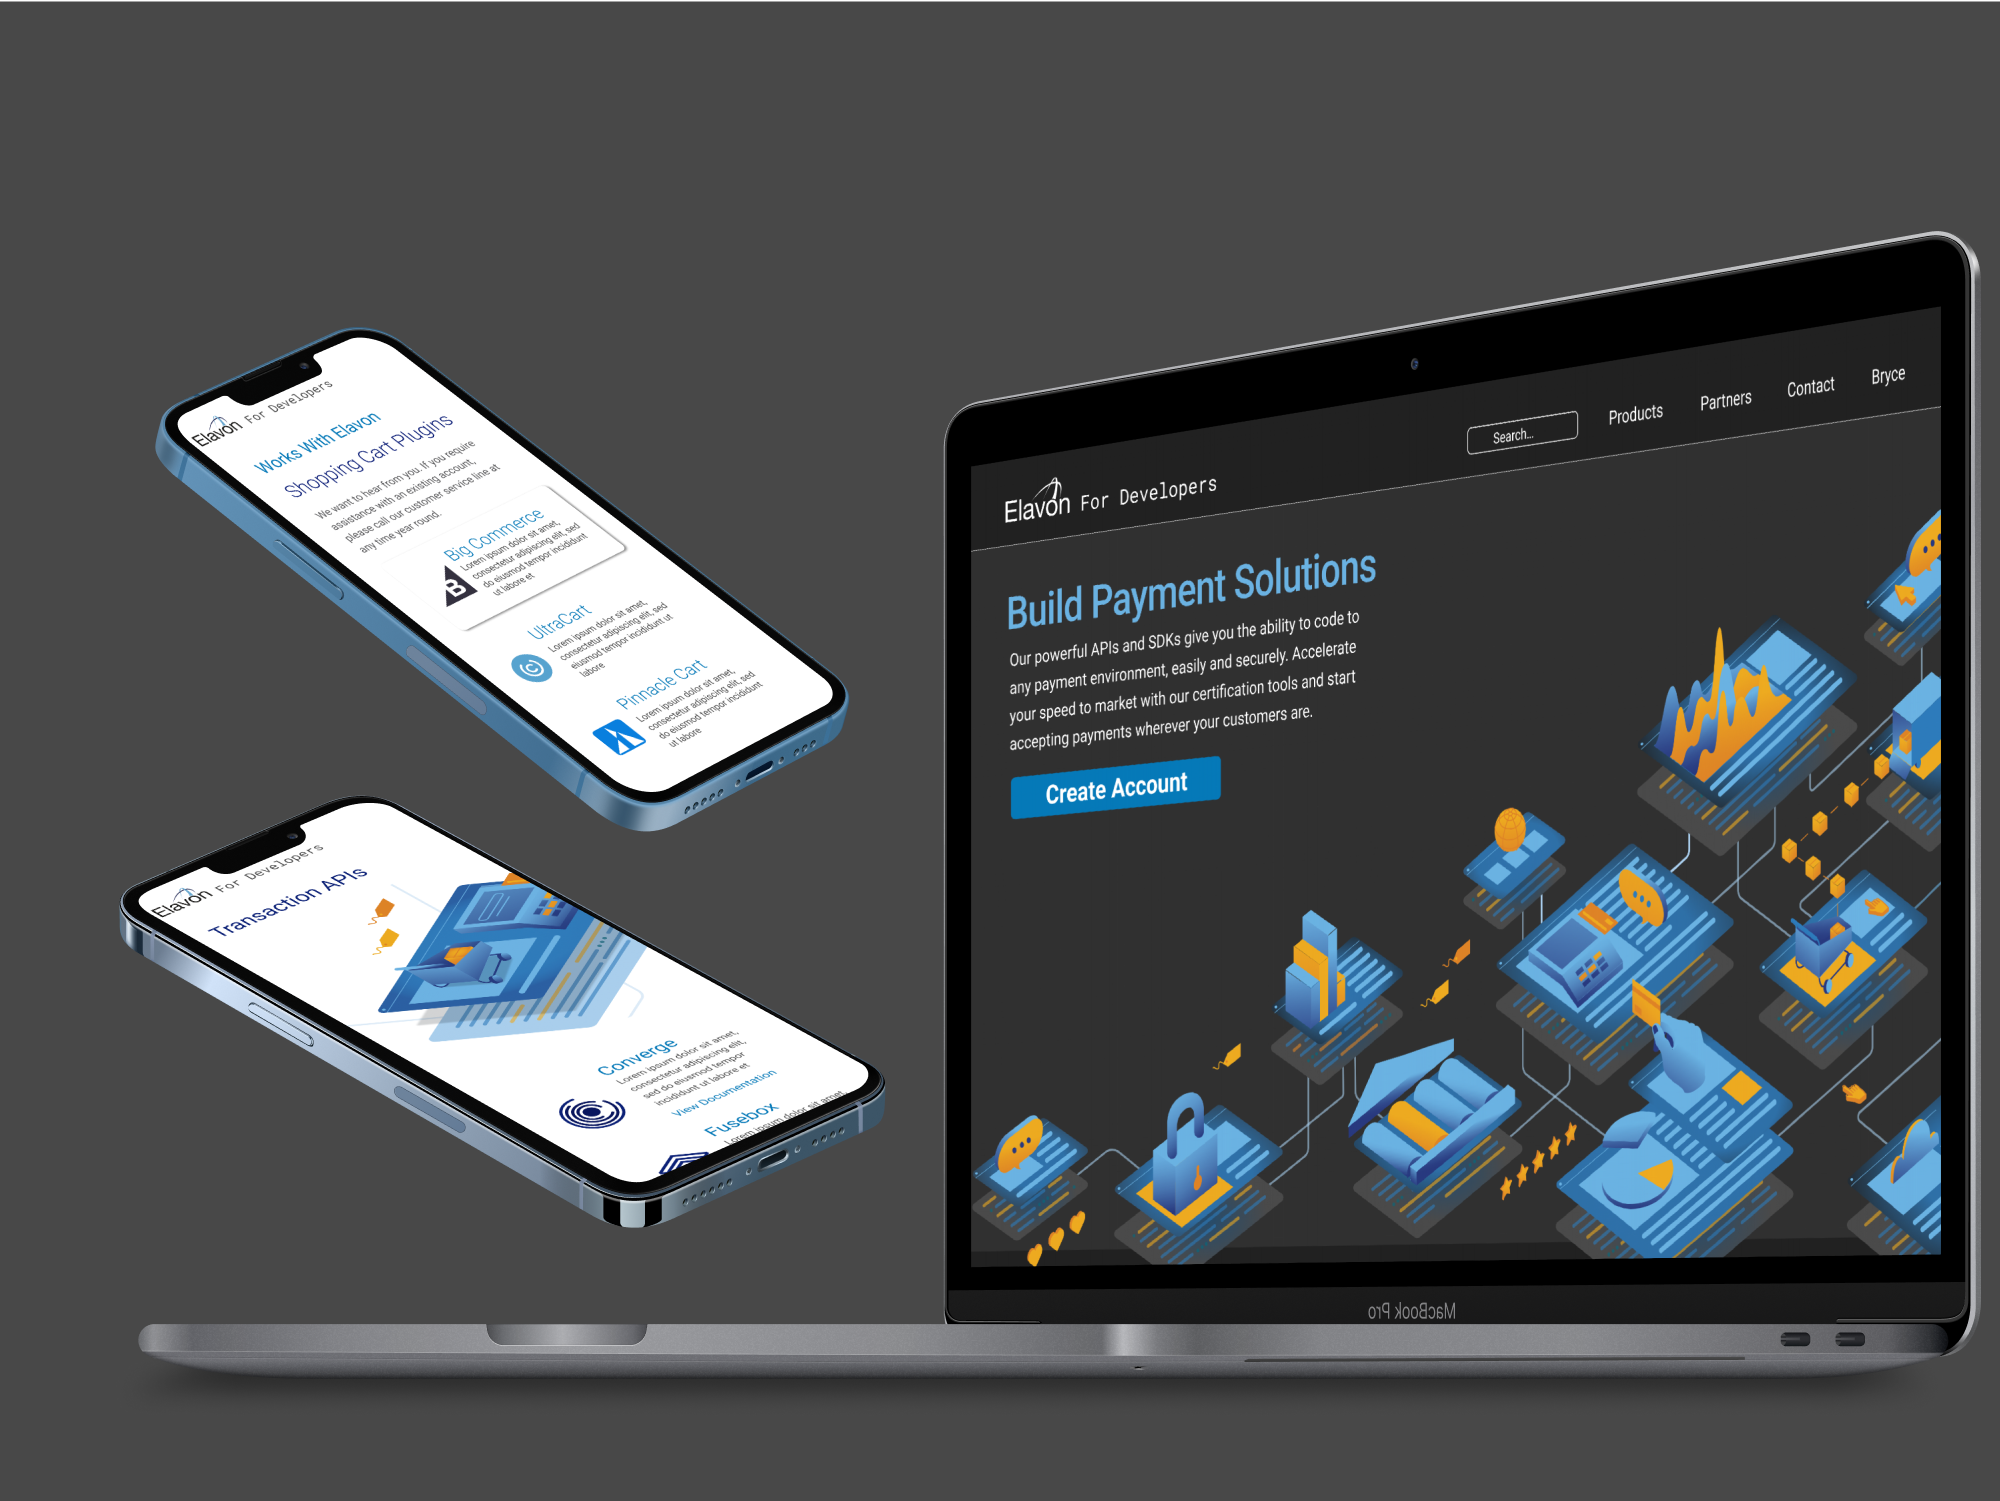 Elavon For Developers
Works With Elavon
Shopping Cart Plugins
We want to hear from you. If you require
assistance with an existing account,
please call our customer service line at
any time year round.
Big Commerce
B
Lorem ipsum dolor sit amet,
consectetur adipiscing elit, sed
do eiusmod tempor incididunt
ut labore et
UltraCart
(C)
Lorem ipsum dolor sit amet,
consectetur adipiscing elit, sed
eiusmod tempor incididunt ut
labore
Pinnacle Cart
Lorem ipsum dolor sit amet,
consectetur adipiscing elit, sed
do eiusmod tempor incididunt
ut labore
Elavon For Developers
Transaction APIs
Converge
Lorem ipsum dolor sit amet,
consectetur adipiscing elit,
sed do eiusmod tempor
incididunt ut labore et
View Documentation
Fusebox
Lorem ipsum dolor sit amet,
Search...
Products
Partners
Contact
Bryce
Elavon For Developers
Build Payment Solutions
Our powerful APIs and SDKs give you the ability to code to
any payment environment, easily and securely. Accelerate
your speed to market with our certification tools and start
accepting payments wherever your customers are.
Create Account
MacBook Pro